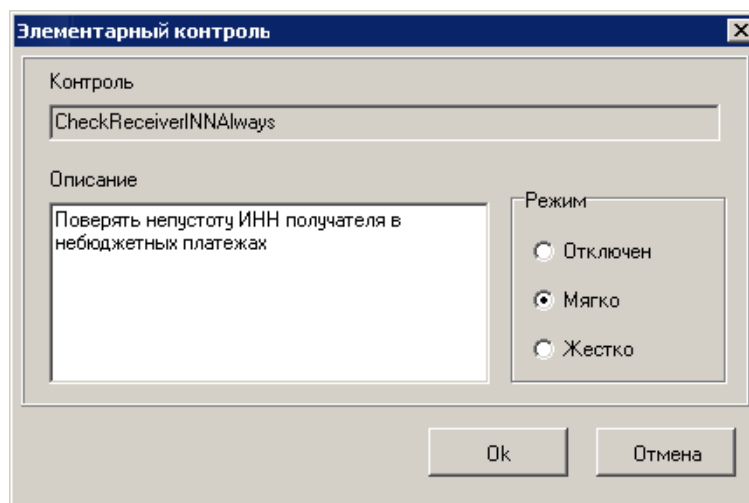 Элементарный контроль
Контроль
CheckReceiverINNAlways
Описание
Поверять непустоту ИНН получателя в
небюджетных платежах
Режим
Отключен
Мягко
Жестко
Ok
Отмена